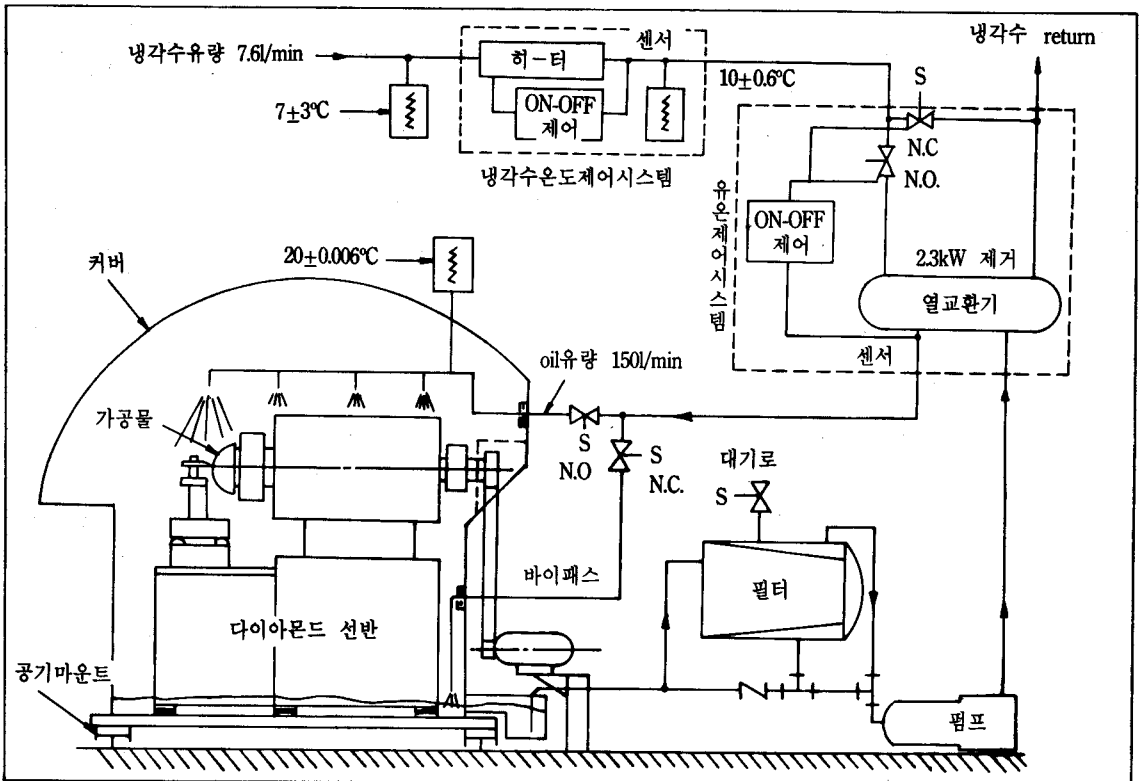 냉각수유량 7.6l/min
센서
히-터
7±3℃
ON-OFF
제어
10±0.6℃
냉각수 return
S
냉각수온도제어시스템
N.C
N.O.
유온제어시스템
ON-OFF
제어
2.3kW 제거
열교환기
센서
20±0.006℃
커버
oil유량 150l/min
가공물
S
N.O
S
N.C.
대기로
S
바이패스
필터
다이아몬드 선반
공기마운트
펌프